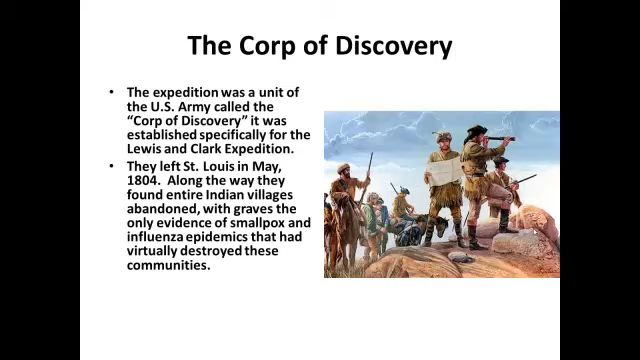 The Corp of Discovery
• The expedition was a unit of
the U.S. Army called the
“Corp of Discovery” it was
established specifically for the
Lewis and Clark Expedition.
• They left St. Louis in May,
1804.  Along the way they
found entire Indian villages
abandoned, with graves the
only evidence of smallpox and
influenza epidemics that had
virtually destroyed these
communities.